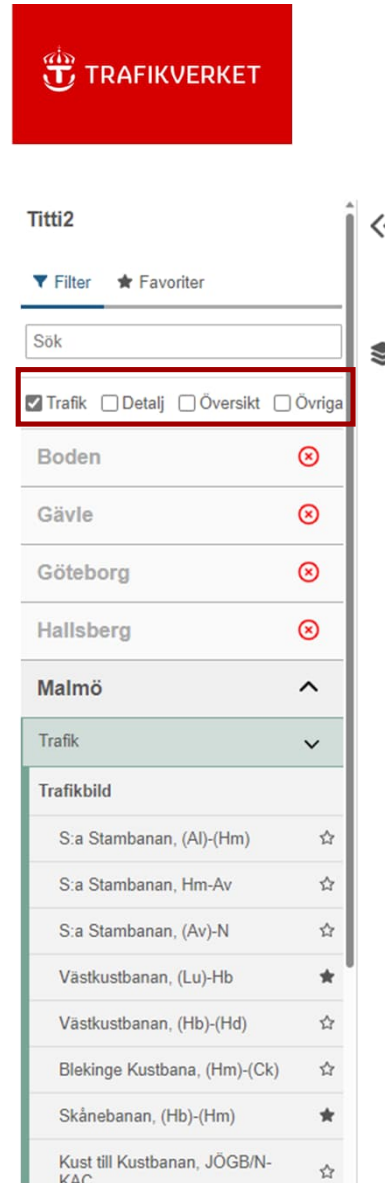 TRAFIKVERKET
Titti2
Filter Favoriter
Sök
Trafik Detalj Översikt Övriga
Boden
Gävle
Göteborg
Hallsberg
Malmö
Trafik
Trafikbild
S:a Stambanan, (Al)-(Hm)
S:a Stambanan, Hm-Av
S:a Stambanan, (Av)-N
Västkustbanan, (Lu)-Hb
Västkustbanan, (Hb)-(Hd)
Blekinge Kustbana, (Hm)-(Ck)
Skånebanan, (Hb)-(Hm)
Kust till Kustbanan, JÖGB/N-
KAC